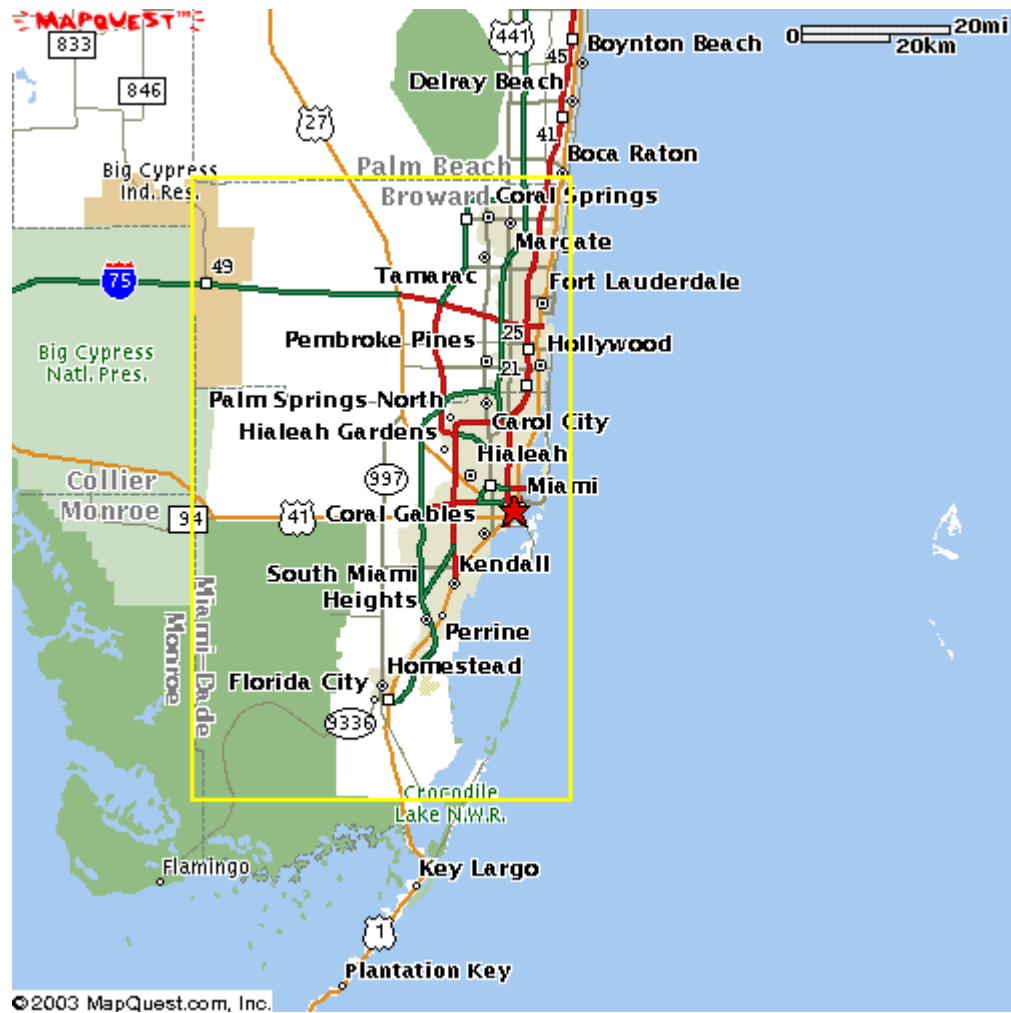 MAPQUEST™
833
441
Boynton Beach
0
20mi
20km
45
Delray Beach
846
27
41
Boca Raton
Palm Beach
Big Cypress
Ind. Res.
Broward
Coral Springs
Margate
49
75
Tamarac
Fort Lauderdale
25
Pembroke Pines
Hollywood
Big Cypress
Natl. Pres.
21
Palm Springs North
Carol City
Hialeah Gardens
Hialeah
997
Collier
Miami
Monroe
94
41
Coral Gables
Kendall
South Miami
Heights
Miami-Dade
Monroe
Perrine
Homestead
Florida City
9336
Crocodile
Lake N.W.R.
Flamingo
Key Largo
1
Plantation Key
©2003 MapQuest.com, Inc.